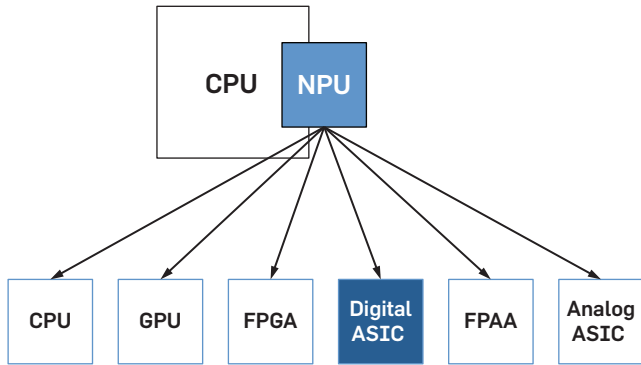 CPU
NPU
CPU
GPU
FPGA
Digital
ASIC
FPAA
Analog
ASIC